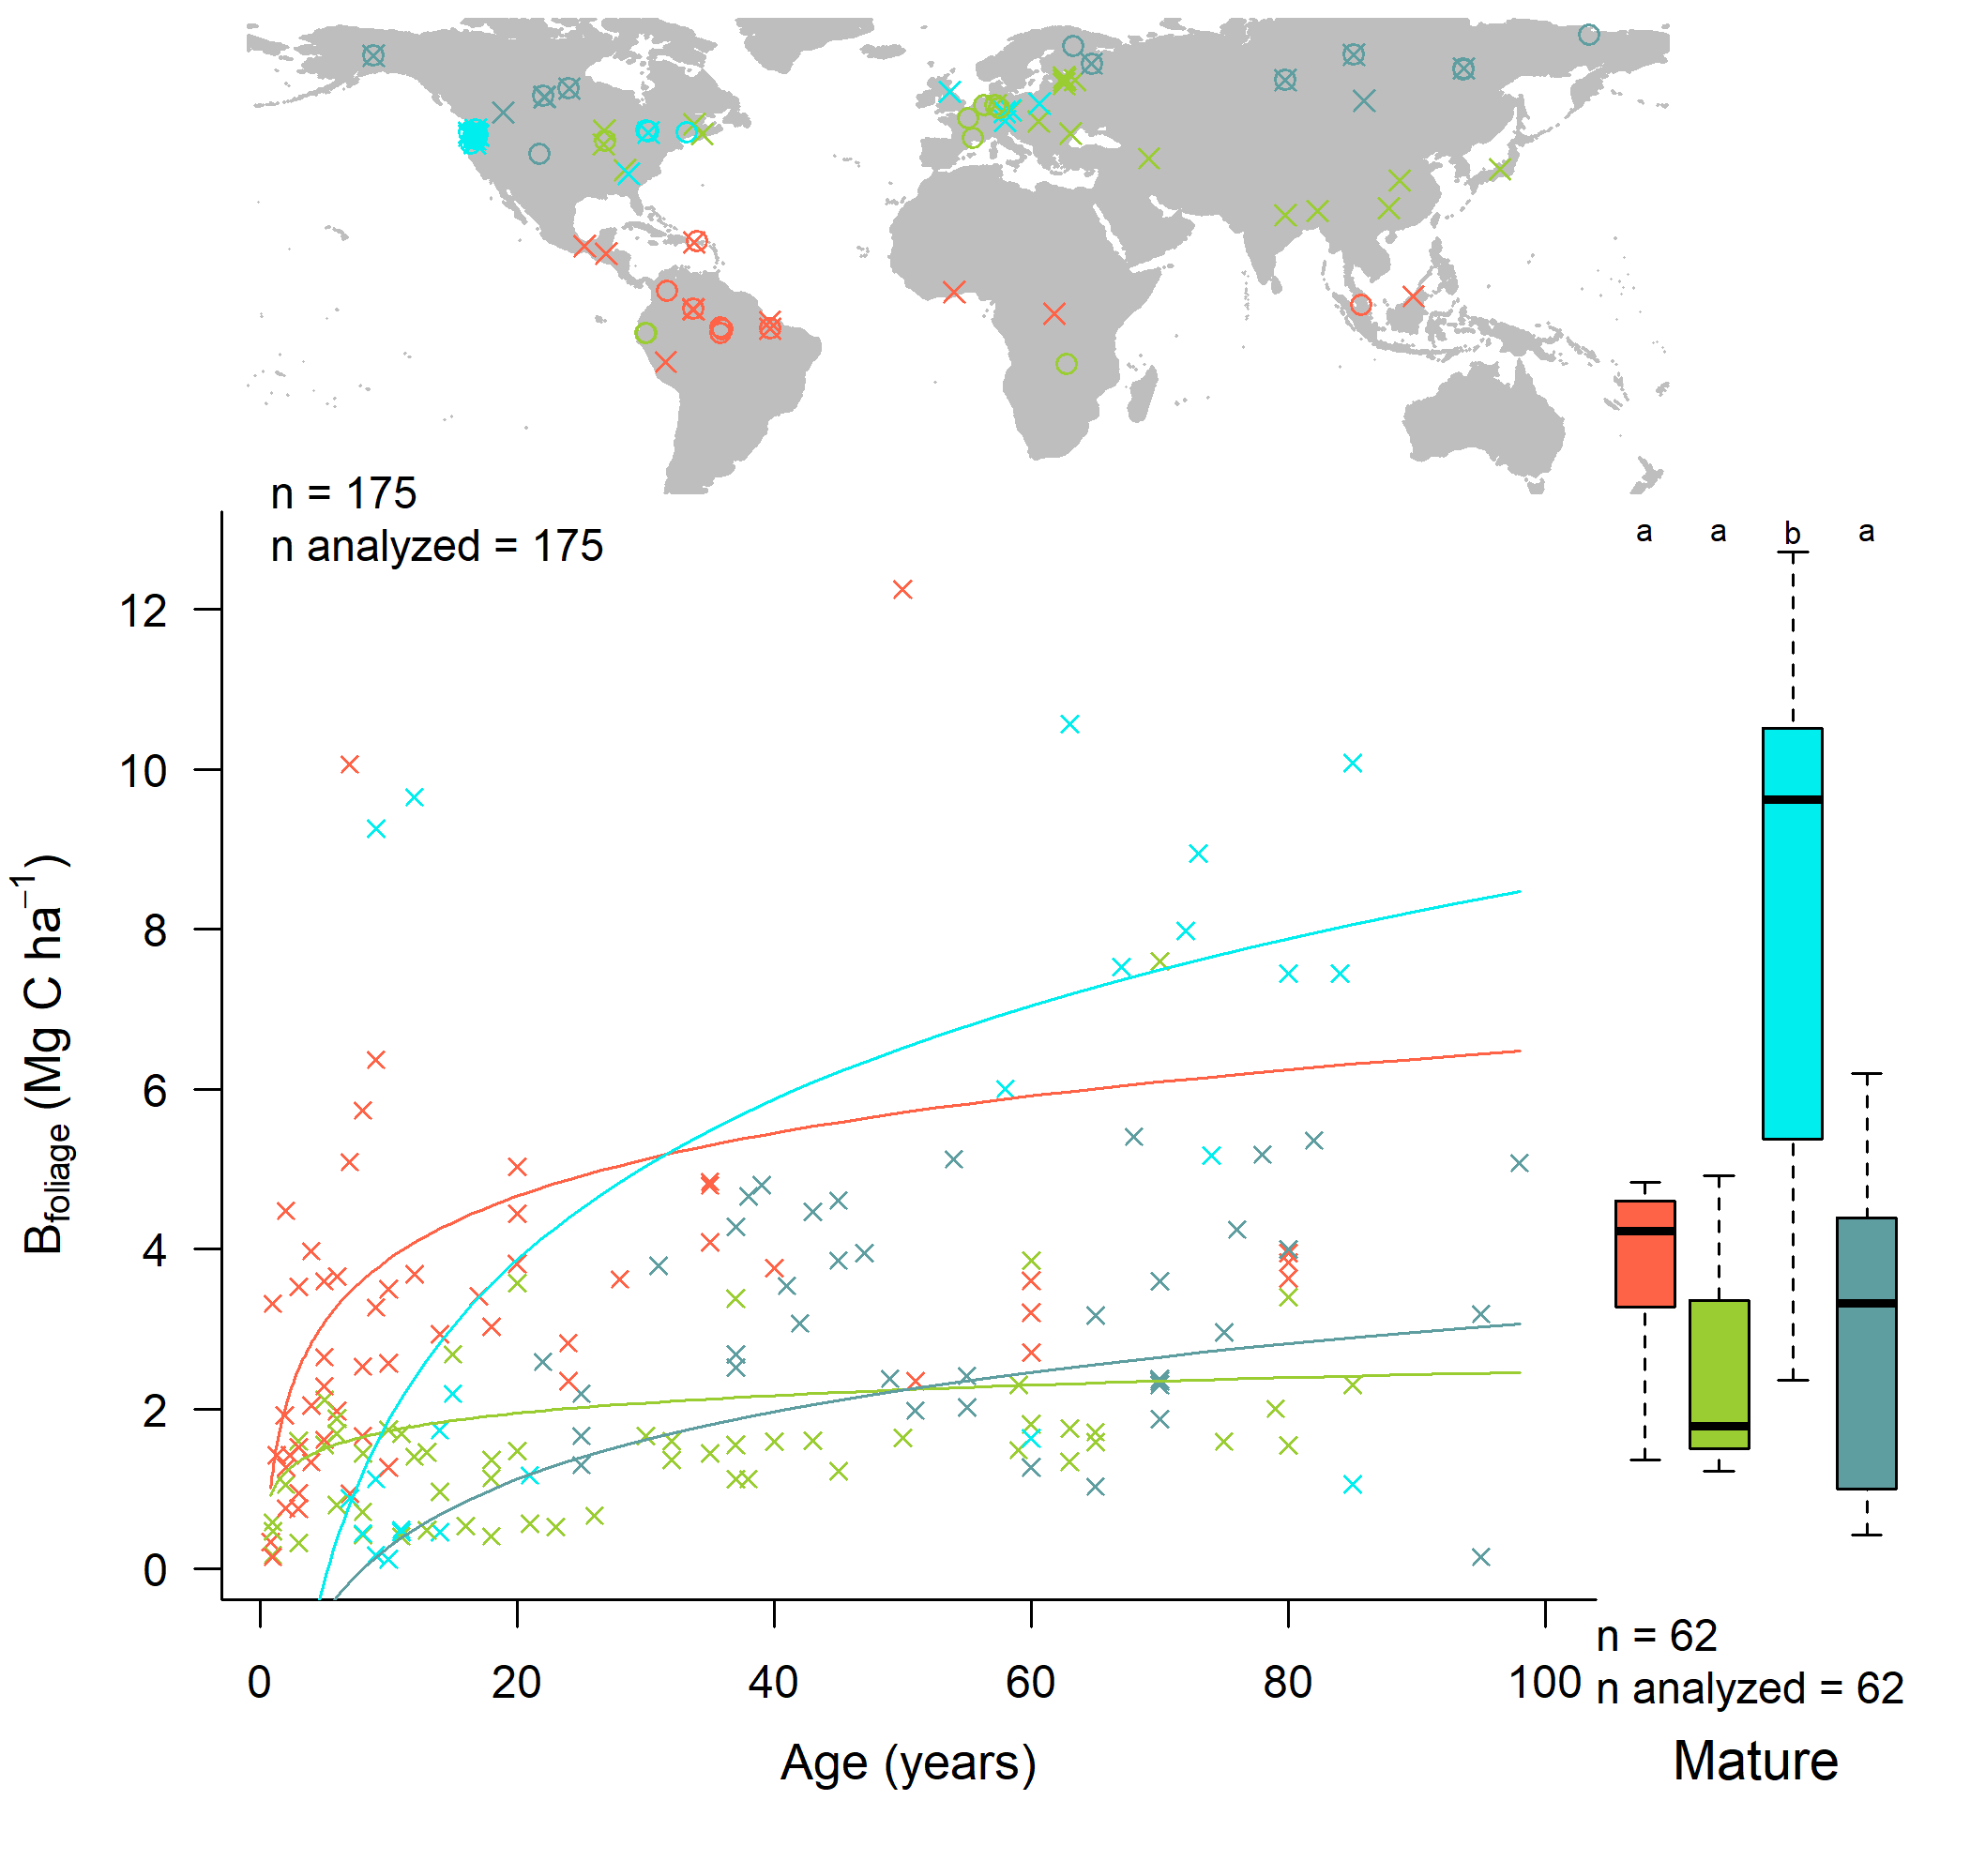 n = 175
n analyzed = 175
a a b a
12
10
8
6
4
2
0
B_foliage (Mg C ha⁻¹)
0 20 40 60 80 100
Age (years)
n = 62
n analyzed = 62
Mature